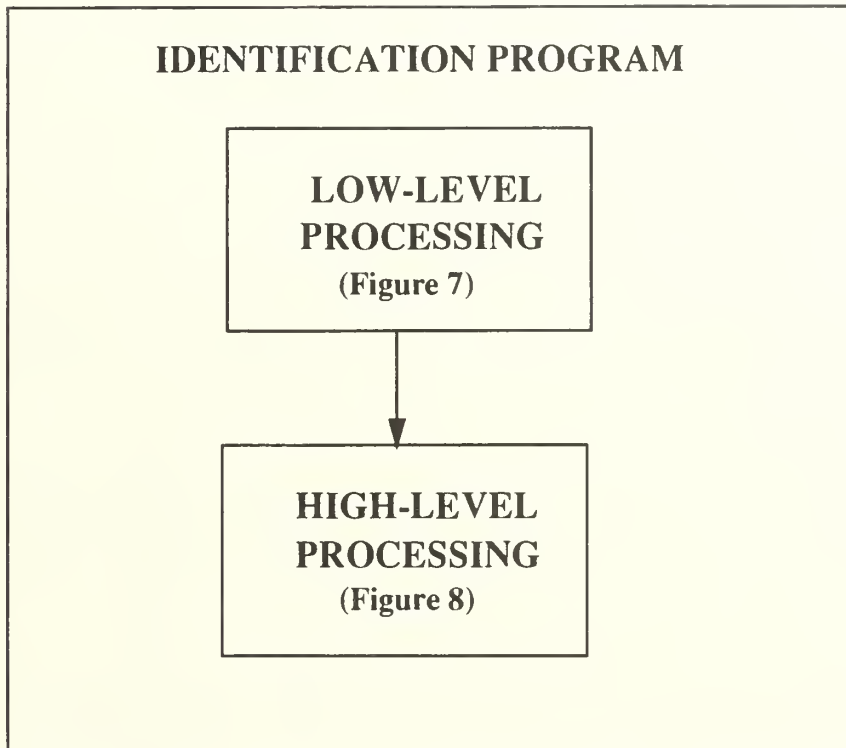 IDENTIFICATION PROGRAM
LOW-LEVEL
PROCESSING
(Figure 7)
HIGH-LEVEL
PROCESSING
(Figure 8)